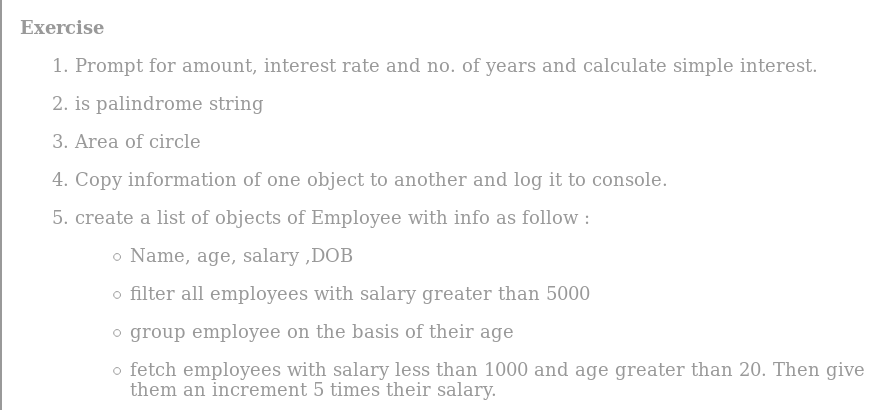 Exercise
1. Prompt for amount, interest rate and no. of years and calculate simple interest.
2. is palindrome string
3. Area of circle
4. Copy information of one object to another and log it to console.
5. create a list of objects of Employee with info as follow :
○ Name, age, salary ,DOB
○ filter all employees with salary greater than 5000
○ group employee on the basis of their age
○ fetch employees with salary less than 1000 and age greater than 20. Then give
them an increment 5 times their salary.